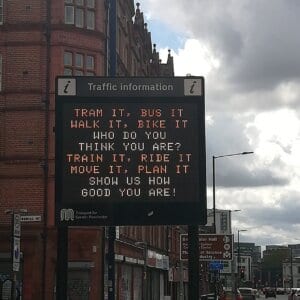 i Traffic information i
TRAM IT, BUS IT
WALK IT, BIKE IT
WHO DO YOU
THINK YOU ARE?
TRAIN IT, RIDE IT
MOVE IT, PLAN IT
SHOW US HOW
GOOD YOU ARE!
Transport for
Greater Manchester